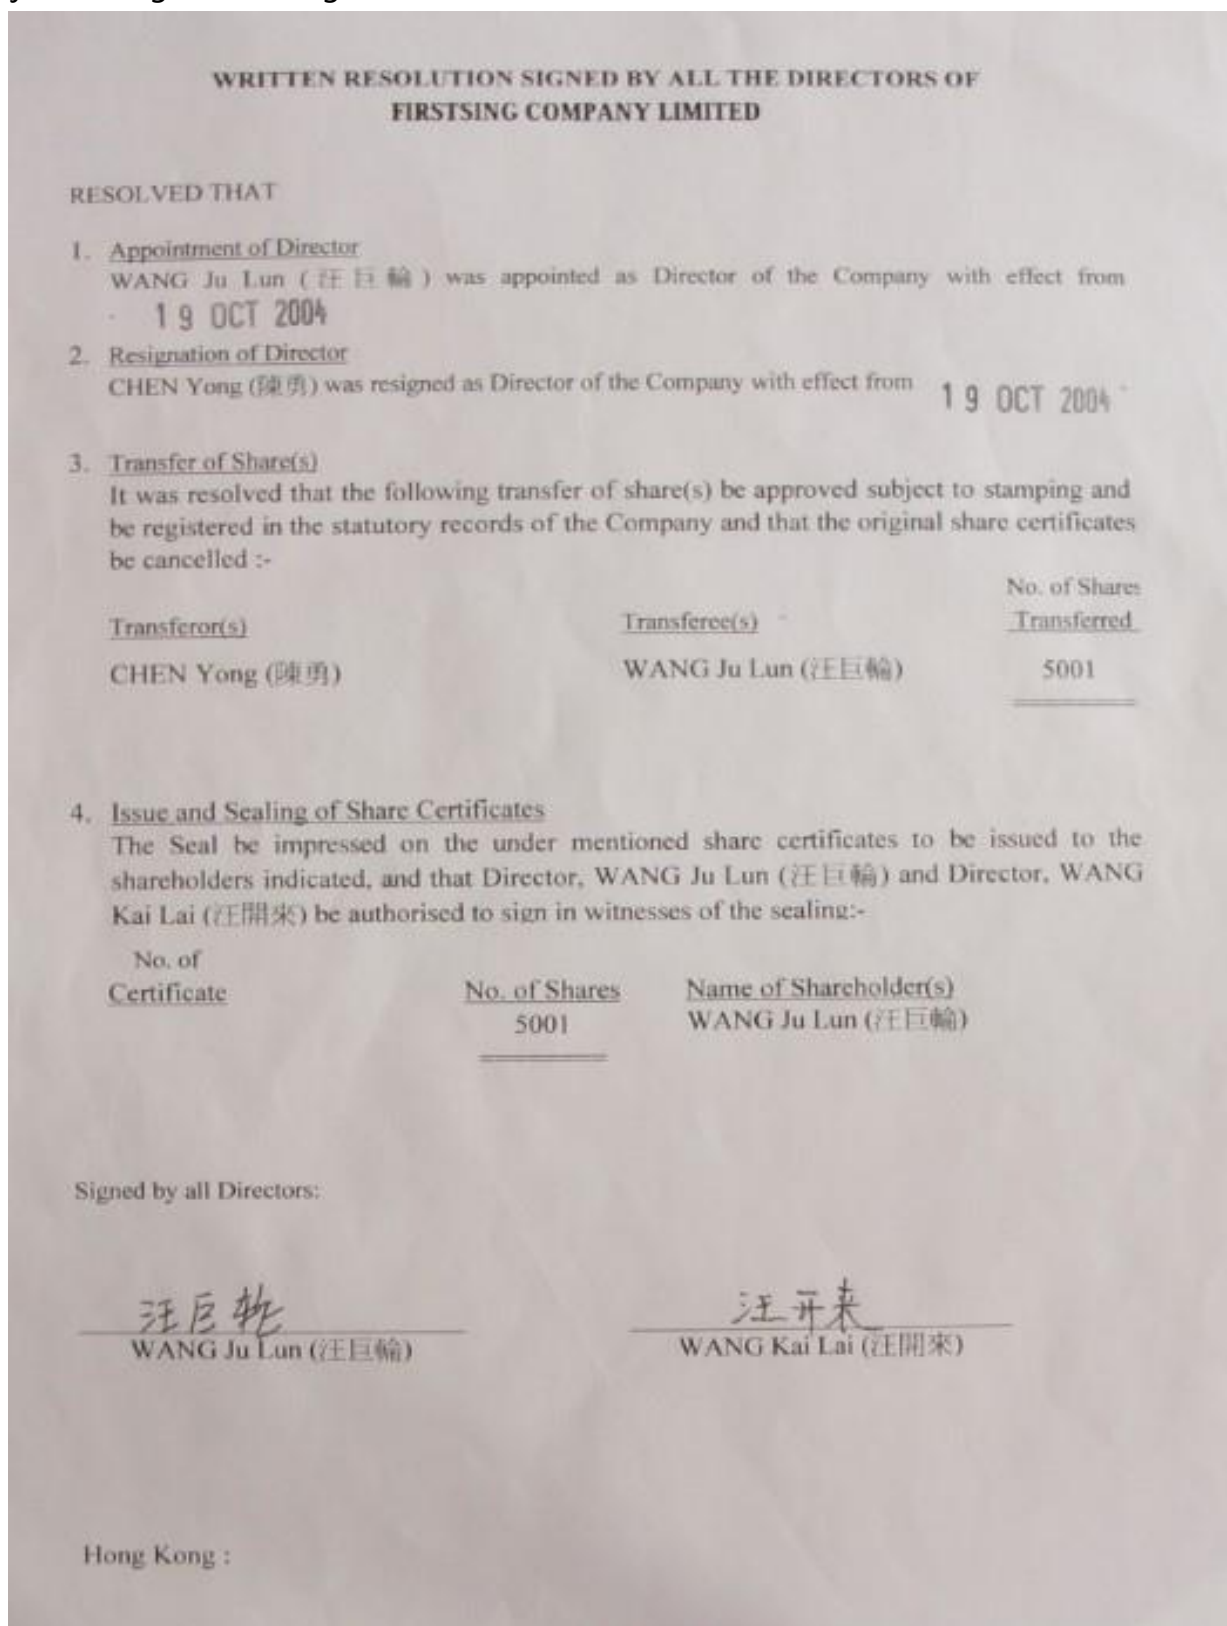 WRITTEN RESOLUTION SIGNED BY ALL THE DIRECTORS OF
FIRSTSING COMPANY LIMITED
RESOLVED THAT
1. Appointment of Director
WANG Ju Lun (汪巨輪) was appointed as Director of the Company with effect from
19 OCT 2004
2. Resignation of Director
CHEN Yong (陳勇) was resigned as Director of the Company with effect from 19 OCT 2004
3. Transfer of Share(s)
It was resolved that the following transfer of share(s) be approved subject to stamping and
be registered in the statutory records of the Company and that the original share certificates
be cancelled :-
No. of Shares
Transferor(s) Transferee(s) Transferred
CHEN Yong (陳勇) WANG Ju Lun (汪巨輪) 5001
4. Issue and Sealing of Share Certificates
The Seal be impressed on the under mentioned share certificates to be issued to the
shareholders indicated, and that Director, WANG Ju Lun (汪巨輪) and Director, WANG
Kai Lai (汪開來) be authorised to sign in witnesses of the sealing:-
No. of
Certificate No. of Shares Name of Shareholder(s)
5001 WANG Ju Lun (汪巨輪)
Signed by all Directors:
汪巨 汪开来
WANG Ju Lun (汪巨輪) WANG Kai Lai (汪開來)
Hong Kong :